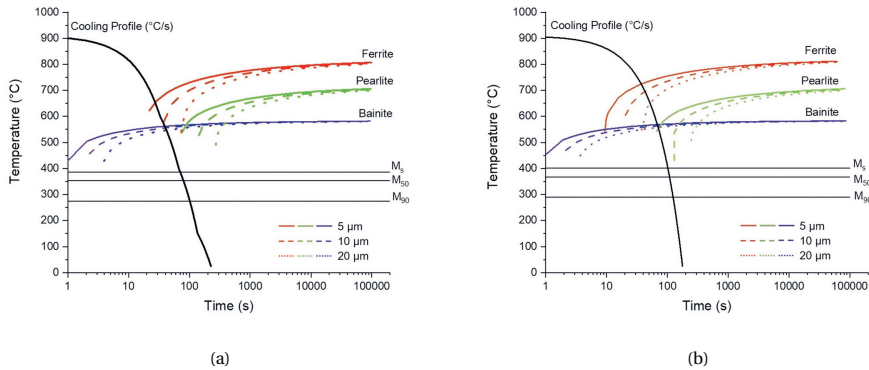 Cooling Profile (°C/s)
Ferrite
Pearlite
Bainite
Ms
M50
M90
5 µm
10 µm
20 µm
Temperature (°C)
1000
900
800
700
600
500
400
300
200
100
0
1
10
100
1000
10000
100000
Time (s)
(a)
Cooling Profile (°C/s)
Ferrite
Pearlite
Bainite
Ms
M50
M90
5 µm
10 µm
20 µm
Temperature (°C)
1000
900
800
700
600
500
400
300
200
100
0
1
10
100
1000
10000
100000
Time (s)
(b)